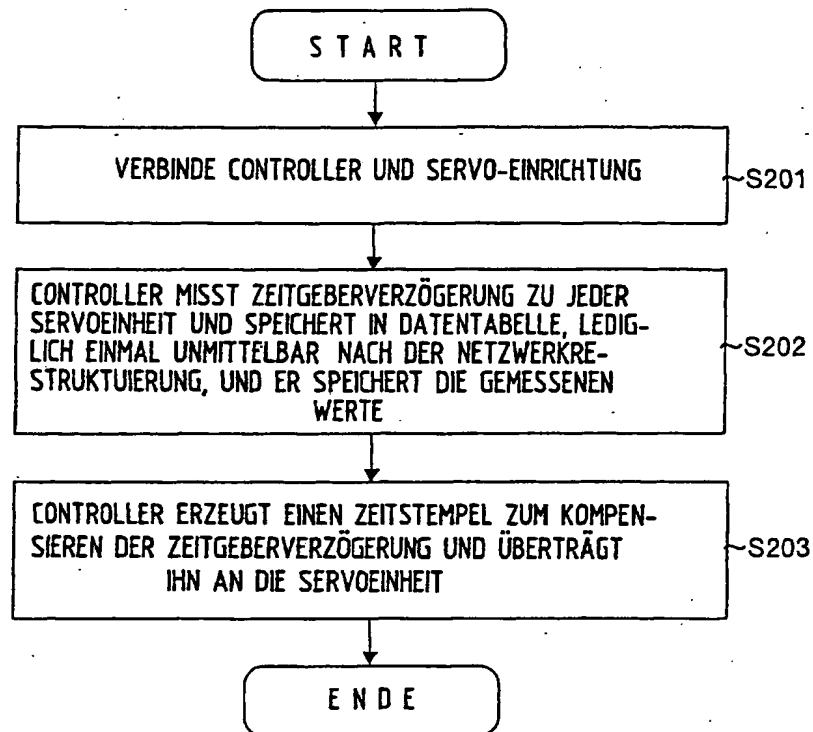 START
VERBINDE CONTROLLER UND SERVO-EINRICHTUNG
~S201
CONTROLLER MISST ZEITGEBERVERZÖGERUNG ZU JEDER
SERVOEINHEIT UND SPEICHERT IN DATENTABELLE, LEDIG-
LICH EINMAL UNMITTELBAR NACH DER NETZWERKRE-
STRUKTUIERUNG, UND ER SPEICHERT DIE GEMESSENEN
WERTE
~S202
CONTROLLER ERZEUGT EINEN ZEITSTEMPEL ZUM KOMPEN-
SIEREN DER ZEITGEBERVERZÖGERUNG UND ÜBERTRÄGT
IHN AN DIE SERVOEINHEIT
~S203
ENDE